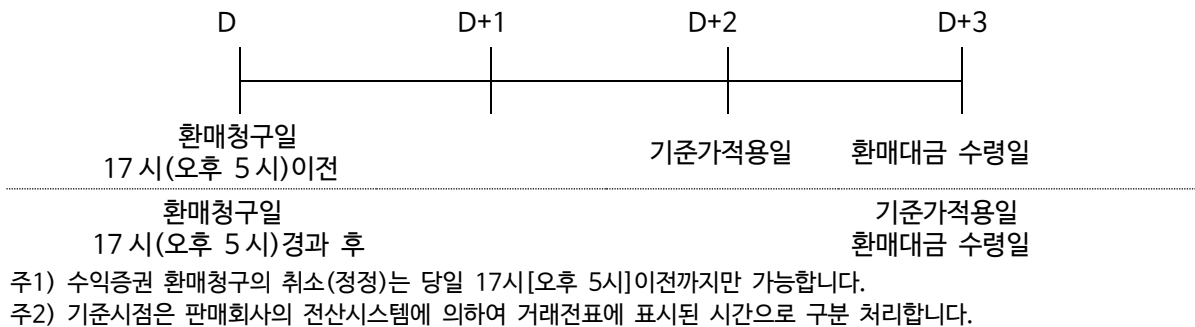 D D+1 D+2 D+3
환매청구일
17시(오후 5시)이전 기준가적용일 환매대금 수령일
환매청구일 기준가적용일
17시(오후 5시)경과 후 환매대금 수령일
주1) 수익증권 환매청구의 취소(정정)는 당일 17시[오후 5시]이전까지만 가능합니다.
주2) 기준시점은 판매회사의 전산시스템에 의하여 거래전표에 표시된 시간으로 구분 처리합니다.